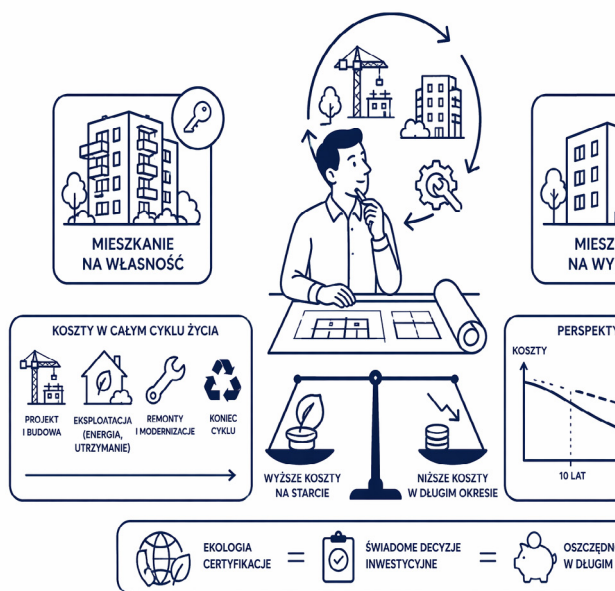 MIESZKANIE
NA WŁASNOŚĆ
MIESZ
NA WY
KOSZTY W CAŁYM CYKLU ŻYCIA
PROJEKT
I BUDOWA
EKSPLOATACJA
(ENERGIA,
UTRZYMANIE)
REMONTY
I MODERNIZACJE
KONIEC
CYKLU
WYŻSZE KOSZTY
NA STARCIE
NIŻSZE KOSZTY
W DŁUGIM OKRESIE
PERSPEKTY
KOSZTY
10 LAT
EKOLOGIA
CERTYFIKACJE
=
ŚWIADOME DECYZJE
INWESTYCYJNE
=
OSZCZĘDNO
W DŁUGIM